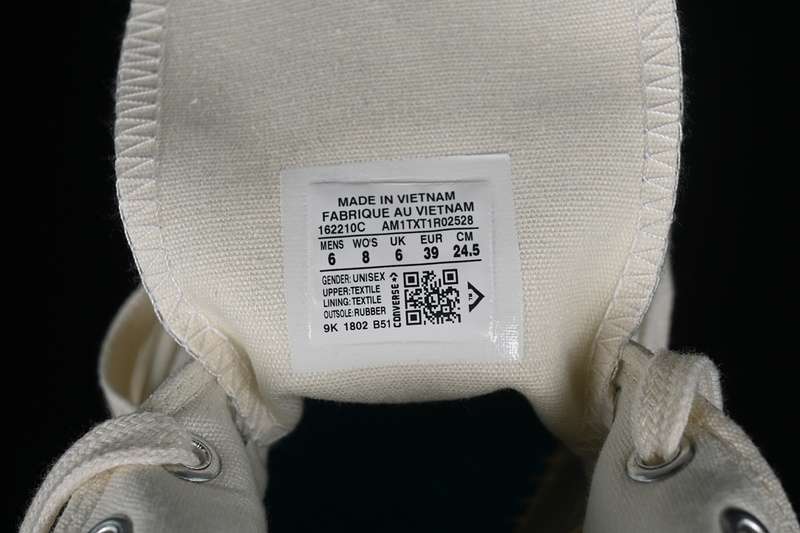 MADE IN VIETNAM
FABRIQUE AU VIETNAM
162210C AM1TXT1R02528
MENS WO'S UK EUR CM
6 8 6 39 24.5
GENDER: UNISEX
UPPER:TEXTILE
LINING: TEXTILE
OUTSOLE: RUBBER
9K 1802 B51
CONVERSE
TM